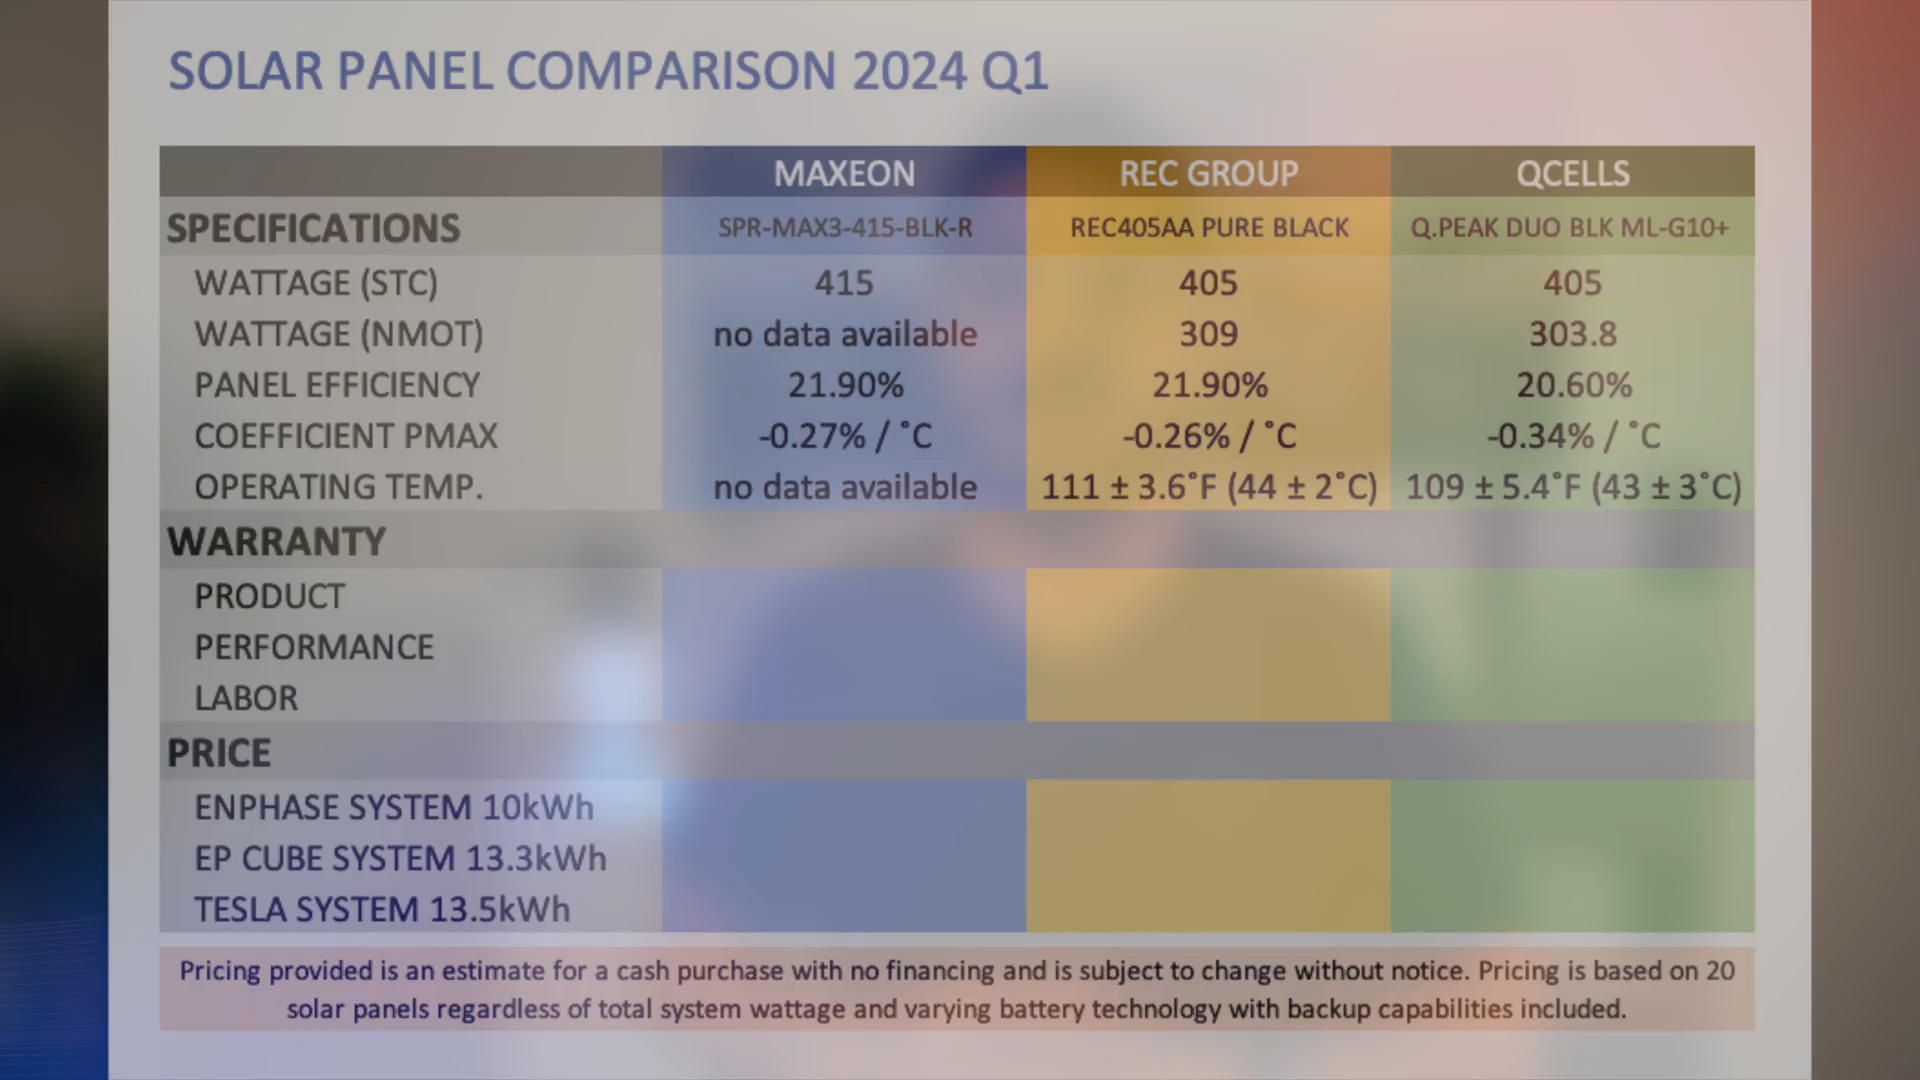 SOLAR PANEL COMPARISON 2024 Q1
MAXEON REC GROUP QCELLS
SPECIFICATIONS SPR-MAX3-415-BLK-R REC405AA PURE BLACK Q.PEAK DUO BLK ML-G10+
WATTAGE (STC) 415 405 405
WATTAGE (NMOT) no data available 309 303.8
PANEL EFFICIENCY 21.90% 21.90% 20.60%
COEFFICIENT PMAX -0.27% / ˚C -0.26% / ˚C -0.34% / ˚C
OPERATING TEMP. no data available 111 ± 3.6˚F (44 ± 2˚C) 109 ± 5.4˚F (43 ± 3˚C)
WARRANTY
PRODUCT
PERFORMANCE
LABOR
PRICE
ENPHASE SYSTEM 10kWh
EP CUBE SYSTEM 13.3kWh
TESLA SYSTEM 13.5kWh
Pricing provided is an estimate for a cash purchase with no financing and is subject to change without notice. Pricing is based on 20
solar panels regardless of total system wattage and varying battery technology with backup capabilities included.